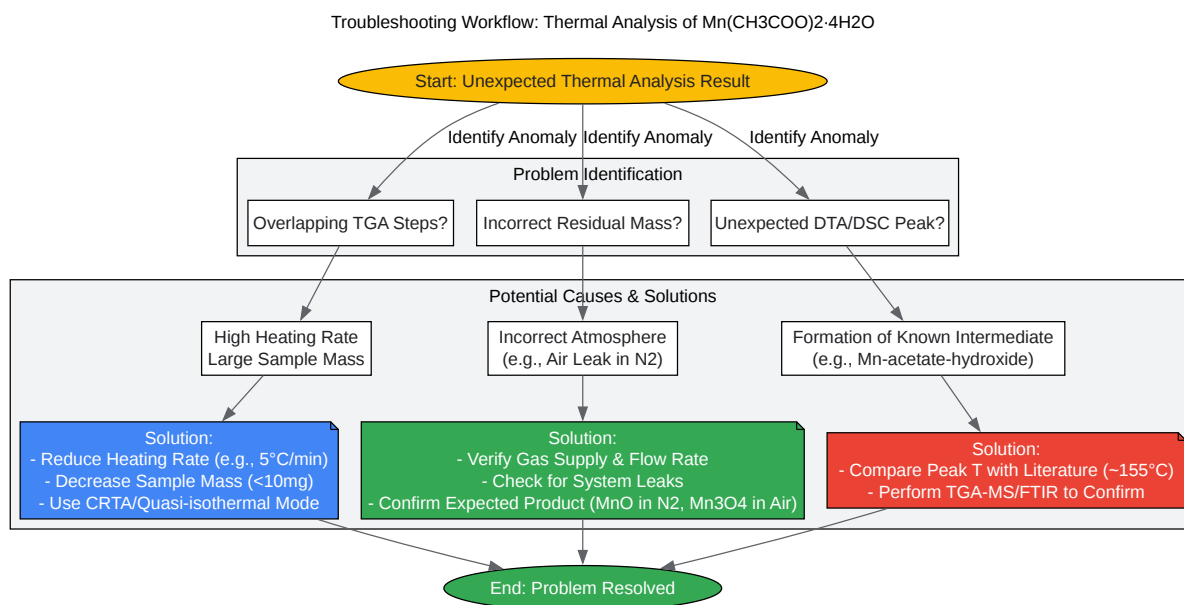 Troubleshooting Workflow: Thermal Analysis of Mn(CH3COO)2·4H2O
Start: Unexpected Thermal Analysis Result
Identify Anomaly
Identify Anomaly
Identify Anomaly
Problem Identification
Overlapping TGA Steps?
Incorrect Residual Mass?
Unexpected DTA/DSC Peak?
Potential Causes & Solutions
High Heating Rate
Large Sample Mass
Incorrect Atmosphere
(e.g., Air Leak in N2)
Formation of Known Intermediate
(e.g., Mn-acetate-hydroxide)
Solution:
- Reduce Heating Rate (e.g., 5°C/min)
- Decrease Sample Mass (<10mg)
- Use CRTA/Quasi-isothermal Mode
Solution:
- Verify Gas Supply & Flow Rate
- Check for System Leaks
- Confirm Expected Product (MnO in N2, Mn3O4 in Air)
Solution:
- Compare Peak T with Literature (~155°C)
- Perform TGA-MS/FTIR to Confirm
End: Problem Resolved